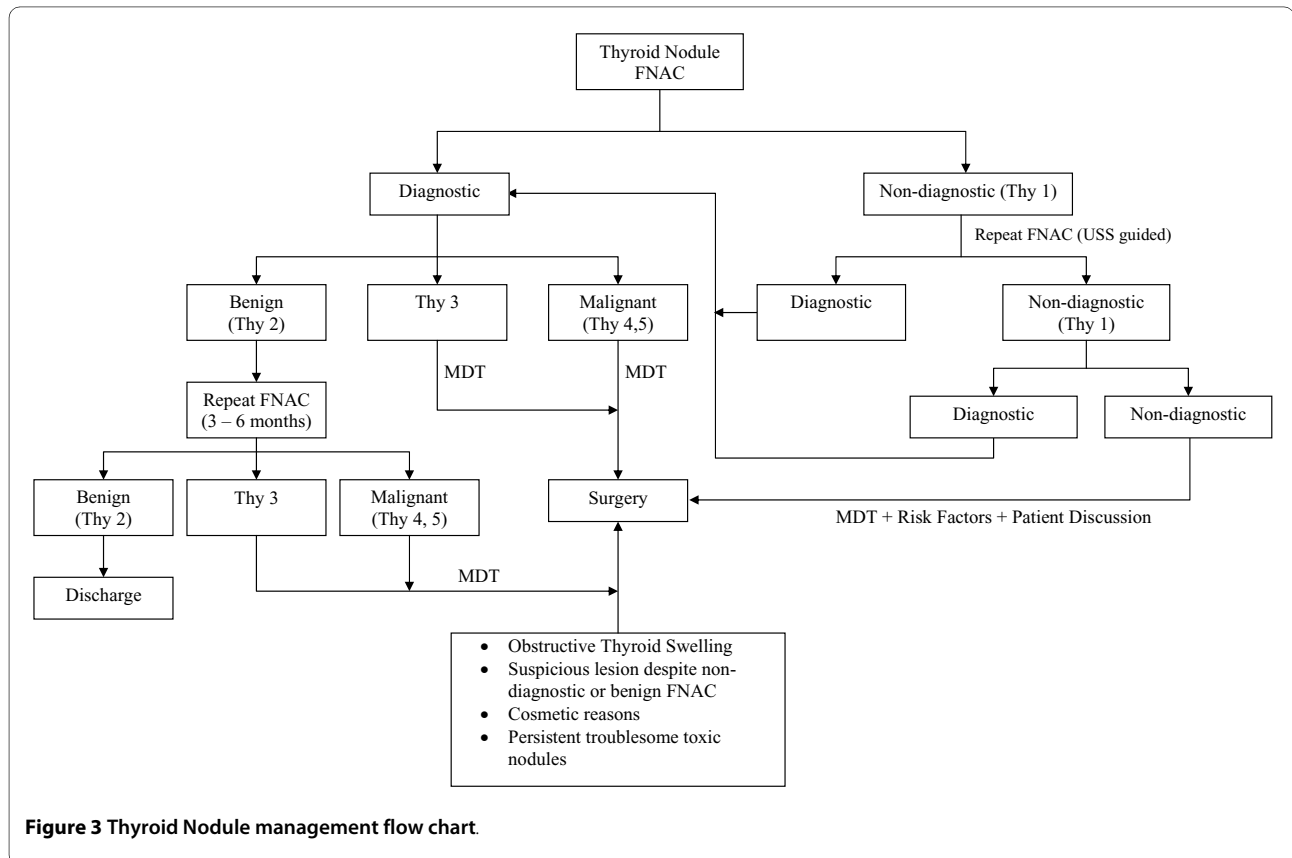 Thyroid Nodule
FNAC
Diagnostic
Non-diagnostic (Thy 1)
Repeat FNAC (USS guided)
Benign
(Thy 2)
Thy 3
Malignant
(Thy 4,5)
Diagnostic
Non-diagnostic
(Thy 1)
MDT
MDT
Repeat FNAC
(3 – 6 months)
Diagnostic
Non-diagnostic
Benign
(Thy 2)
Thy 3
Malignant
(Thy 4, 5)
Surgery
MDT + Risk Factors + Patient Discussion
MDT
Discharge
• Obstructive Thyroid Swelling
• Suspicious lesion despite non-
diagnostic or benign FNAC
• Cosmetic reasons
• Persistent troublesome toxic
nodules
Figure 3 Thyroid Nodule management flow chart.